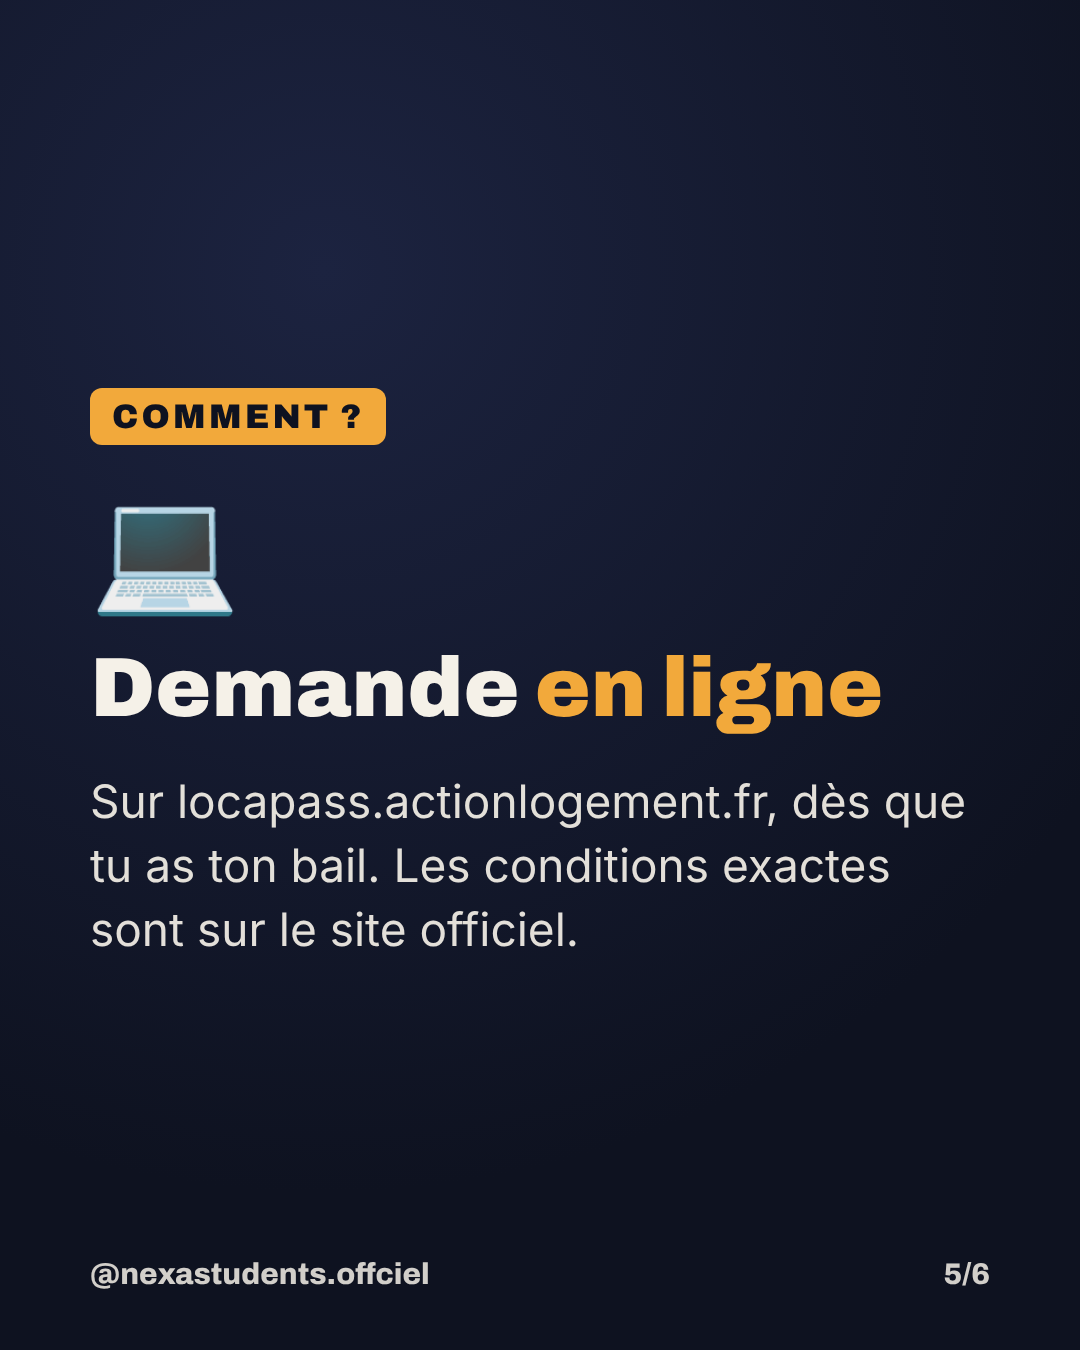 COMMENT ?
Demande en ligne
Sur locapass.actionlogement.fr, dès que
tu as ton bail. Les conditions exactes
sont sur le site officiel.
@nexastudents.offciel
5/6